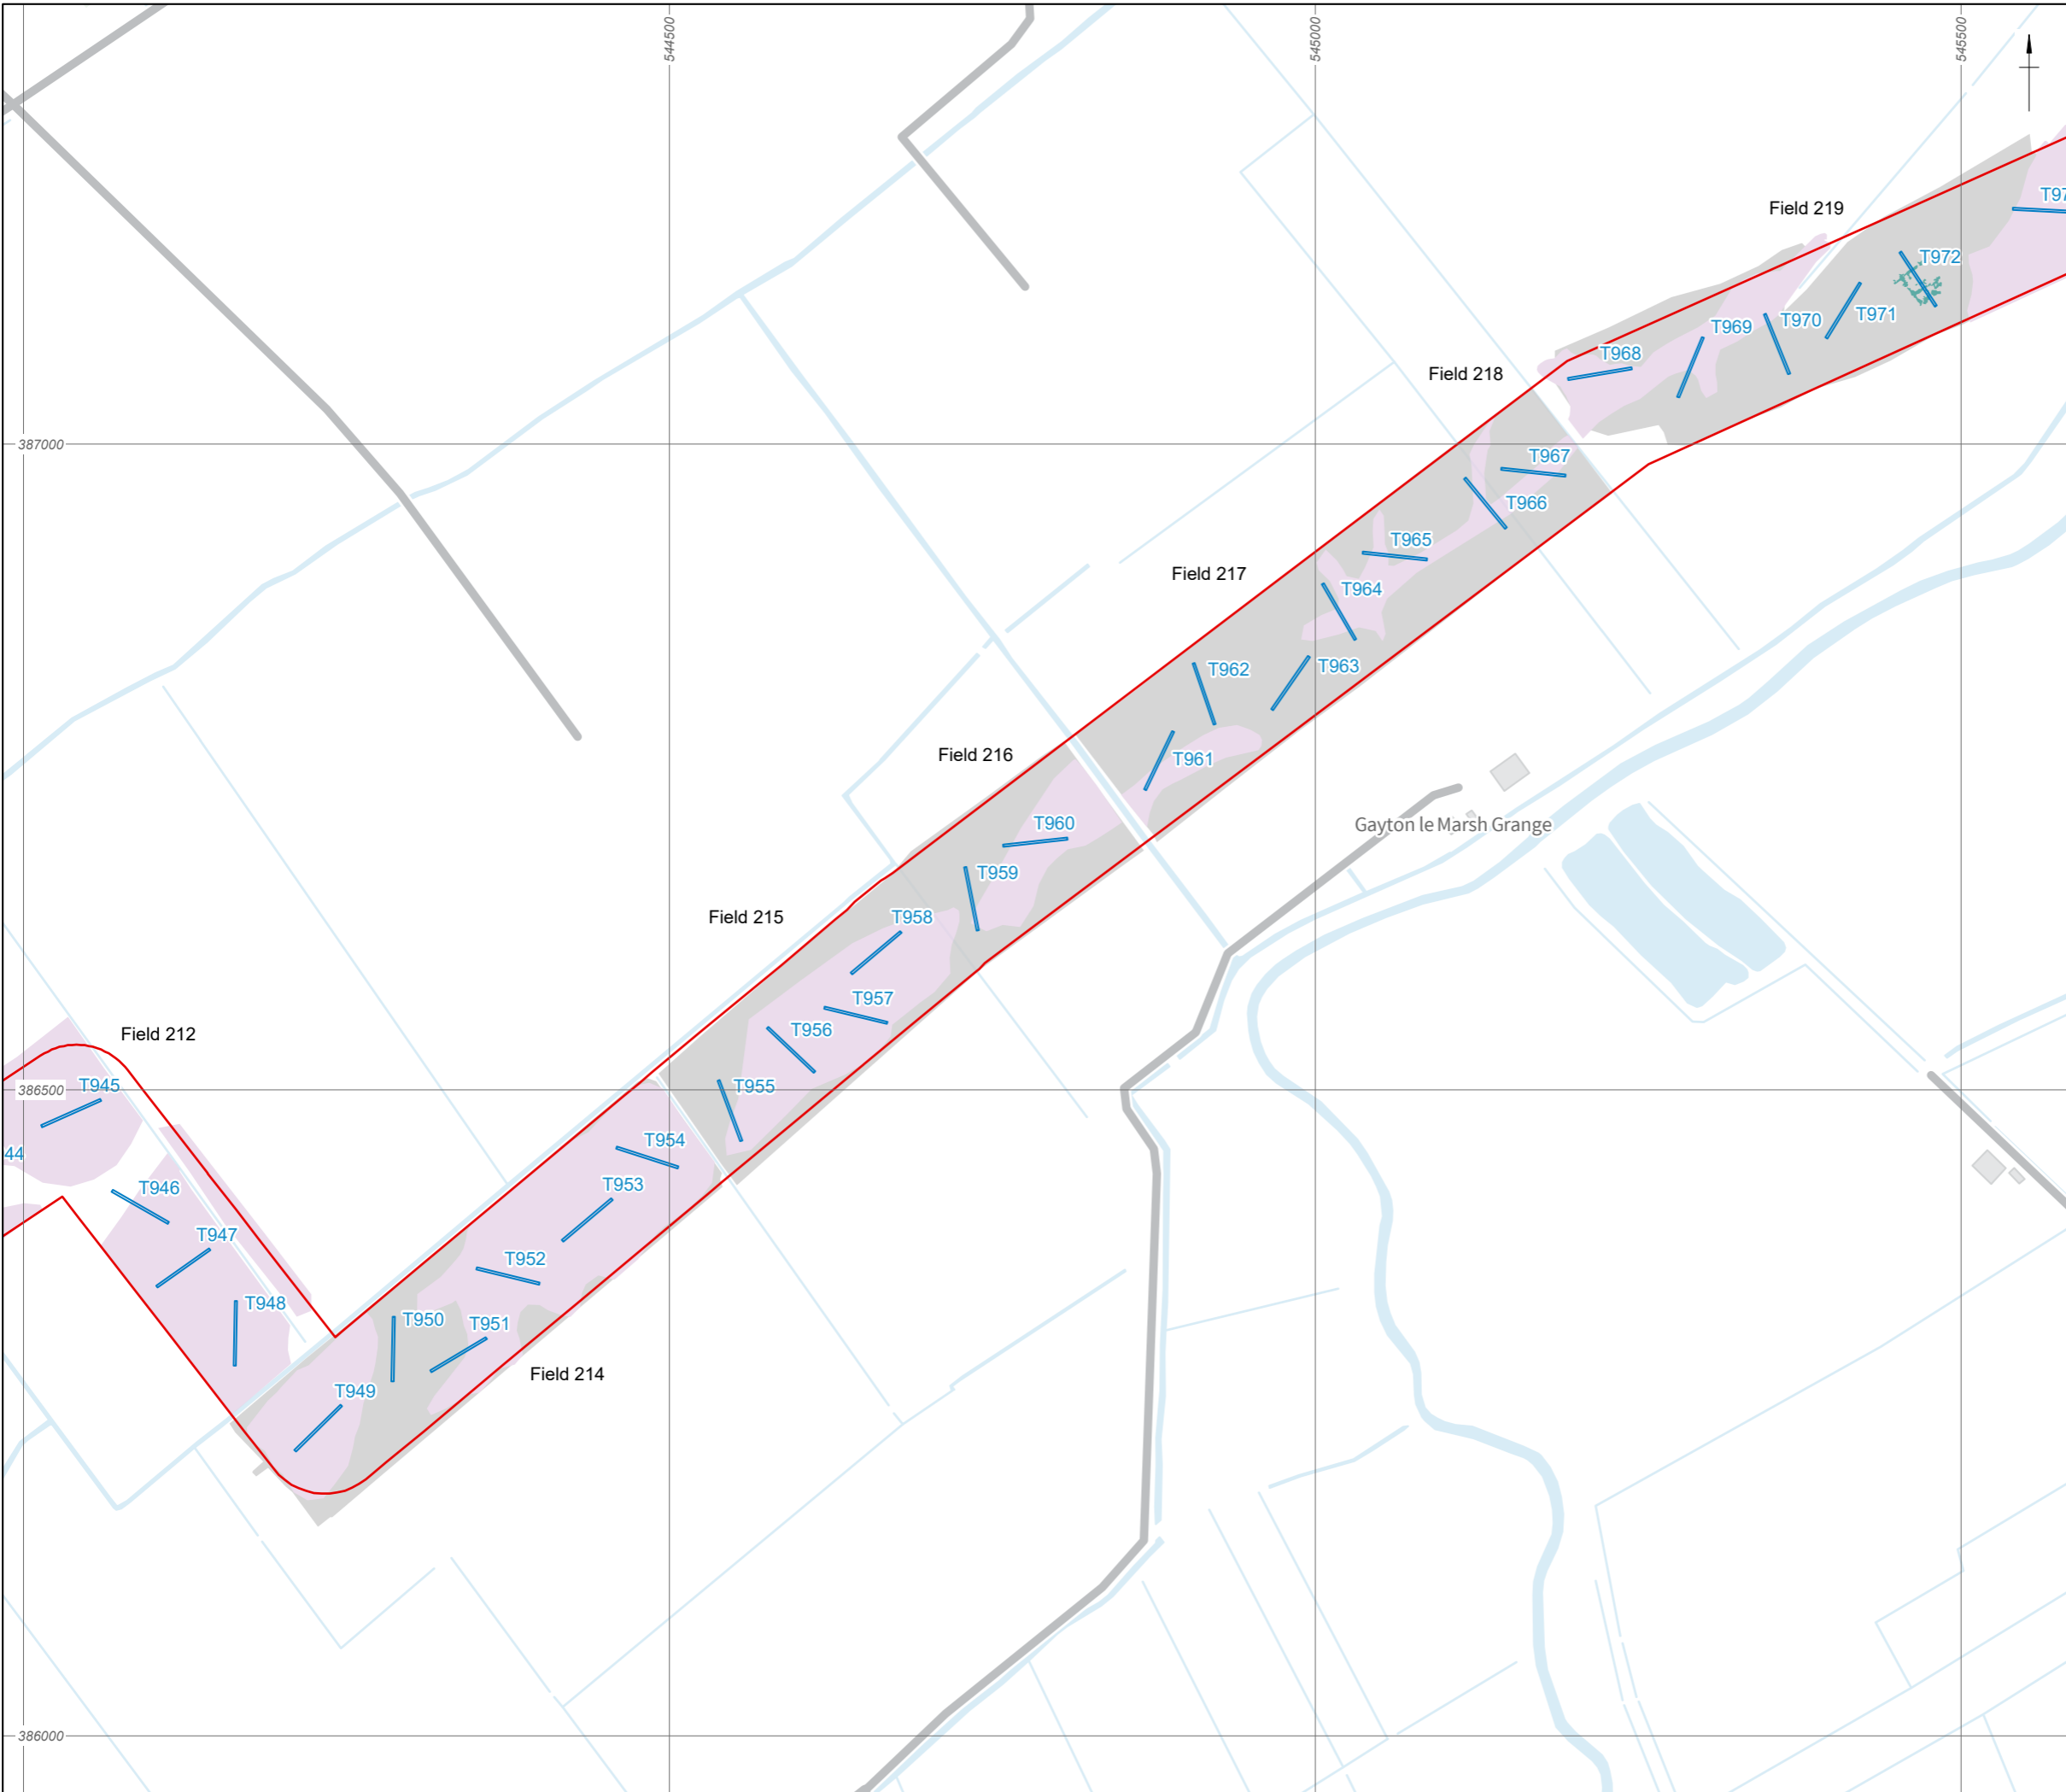 544500
545000
545500
T97
Field 219
T972
T971
T970
T969
T968
Field 218
387000
T967
T966
T965
Field 217
T964
T963
T962
Field 216
T961
Gayton le Marsh Grange
T960
T959
Field 215
T958
T957
T956
Field 212
T945
386500
T955
44
T954
T946
T953
T947
T952
T948
T950
T951
Field 214
T949
386000